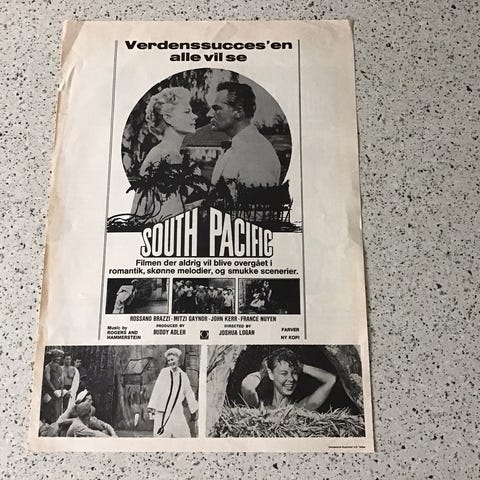 Verdenssucces'en
alle vil se
SOUTH PACIFIC
Filmen der aldrig vil blive overgået i
romantik, skønne melodier, og smukke scenerier.
ROSSANO BRAZZI · MITZI GAYNOR · JOHN KERR · FRANCE NUYEN
Music by
ROGERS AND
HAMMERSTEIN
PRODUCED BY
BUDDY ADLER
DIRECTED BY
JOSHUA LOGAN
FARVER
NY KOPI